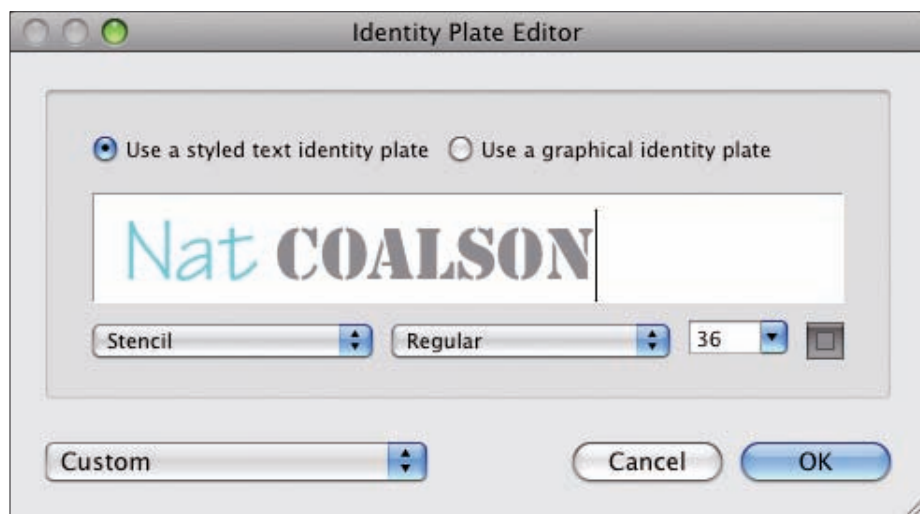 Identity Plate Editor
Use a styled text identity plate Use a graphical identity plate
Nat COALSON
Stencil Regular 36
Custom Cancel OK